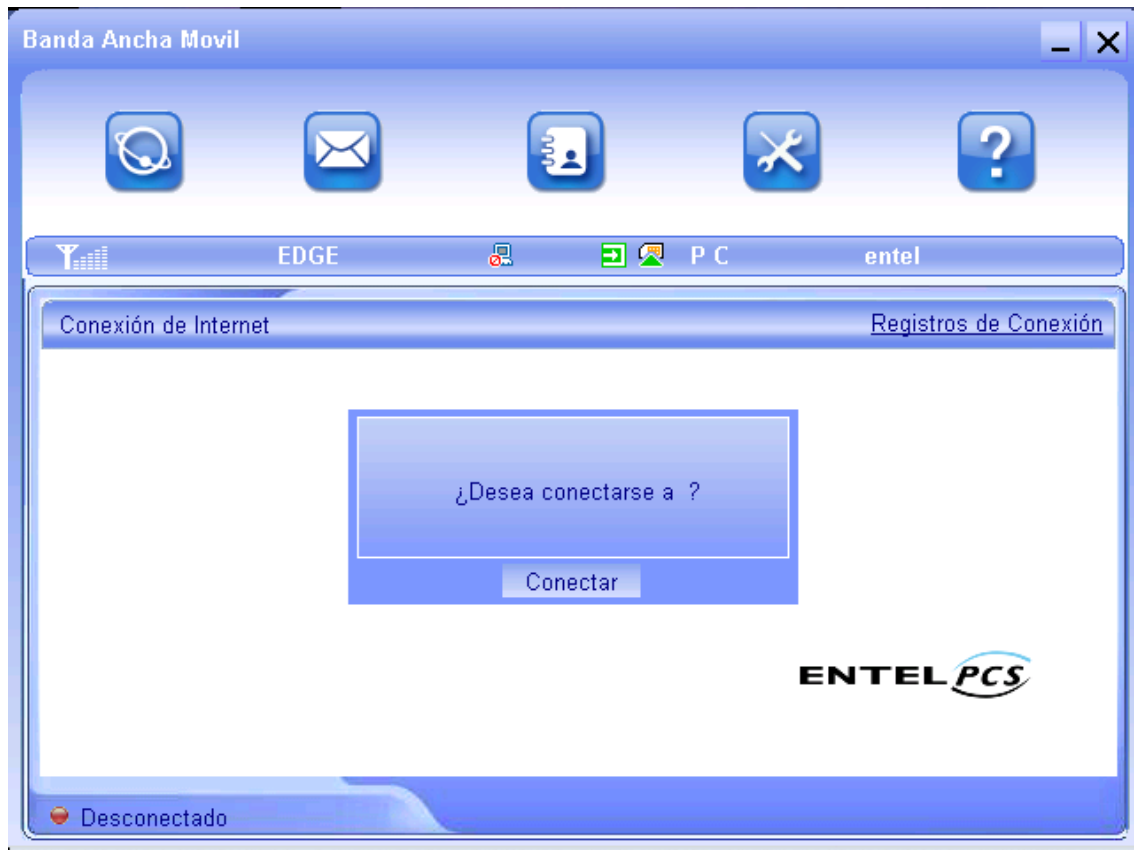 Banda Ancha Movil
EDGE P C entel
Conexión de Internet Registros de Conexión
¿Desea conectarse a ?
Conectar
ENTEL PCS
Desconectado